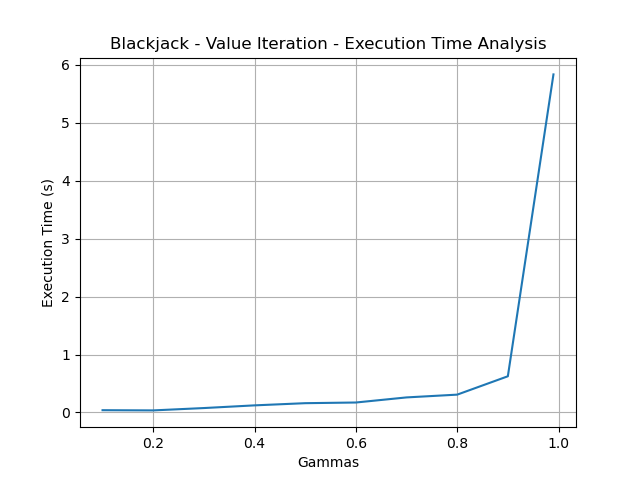 Blackjack - Value Iteration - Execution Time Analysis
6
5
4
3
2
1
0
Execution Time (s)
0.2 0.4 0.6 0.8 1.0
Gammas